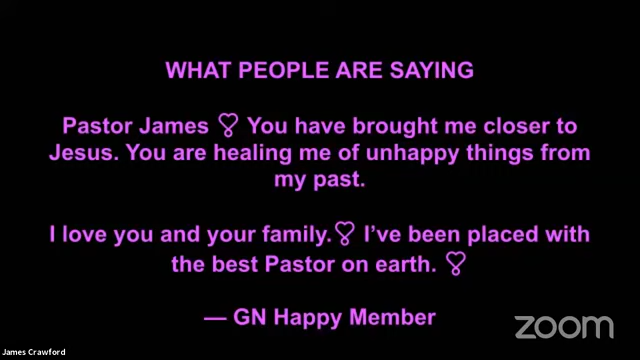 WHAT PEOPLE ARE SAYING
Pastor James ❣ You have brought me closer to
Jesus. You are healing me of unhappy things from
my past.
I love you and your family.❣ I’ve been placed with
the best Pastor on earth. ❣
— GN Happy Member
zoom
James Crawford